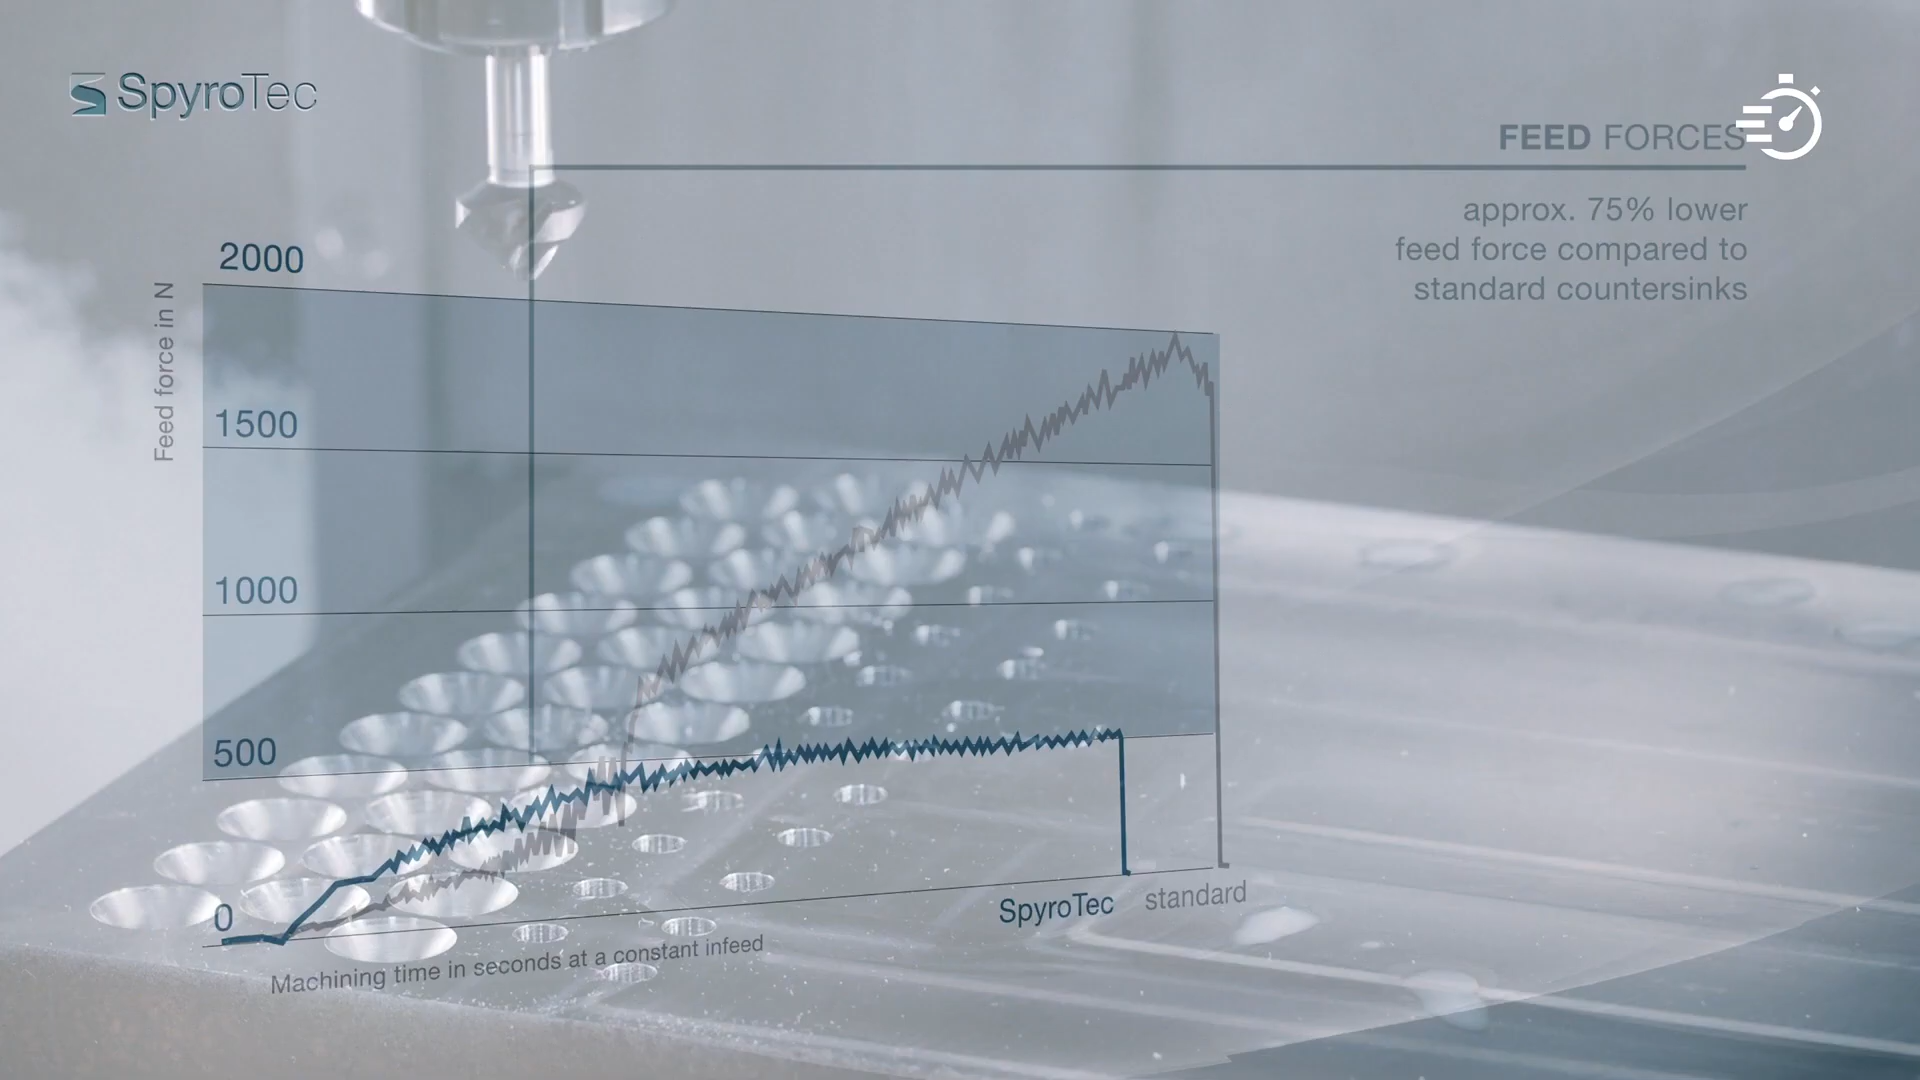 SpyroTec
FEED FORCES
approx. 75% lower
feed force compared to
standard countersinks
Feed force in N
2000
1500
1000
500
0
SpyroTec
standard
Machining time in seconds at a constant infeed